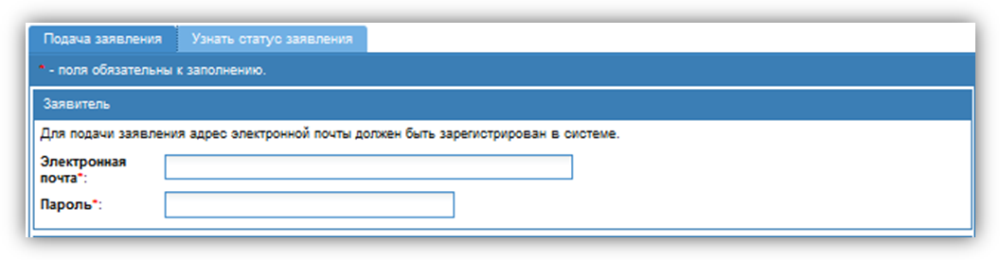 Подача заявления Узнать статус заявления
* - поля обязательны к заполнению.
Заявитель
Для подачи заявления адрес электронной почты должен быть зарегистрирован в системе.
Электронная
почта*:
Пароль*: